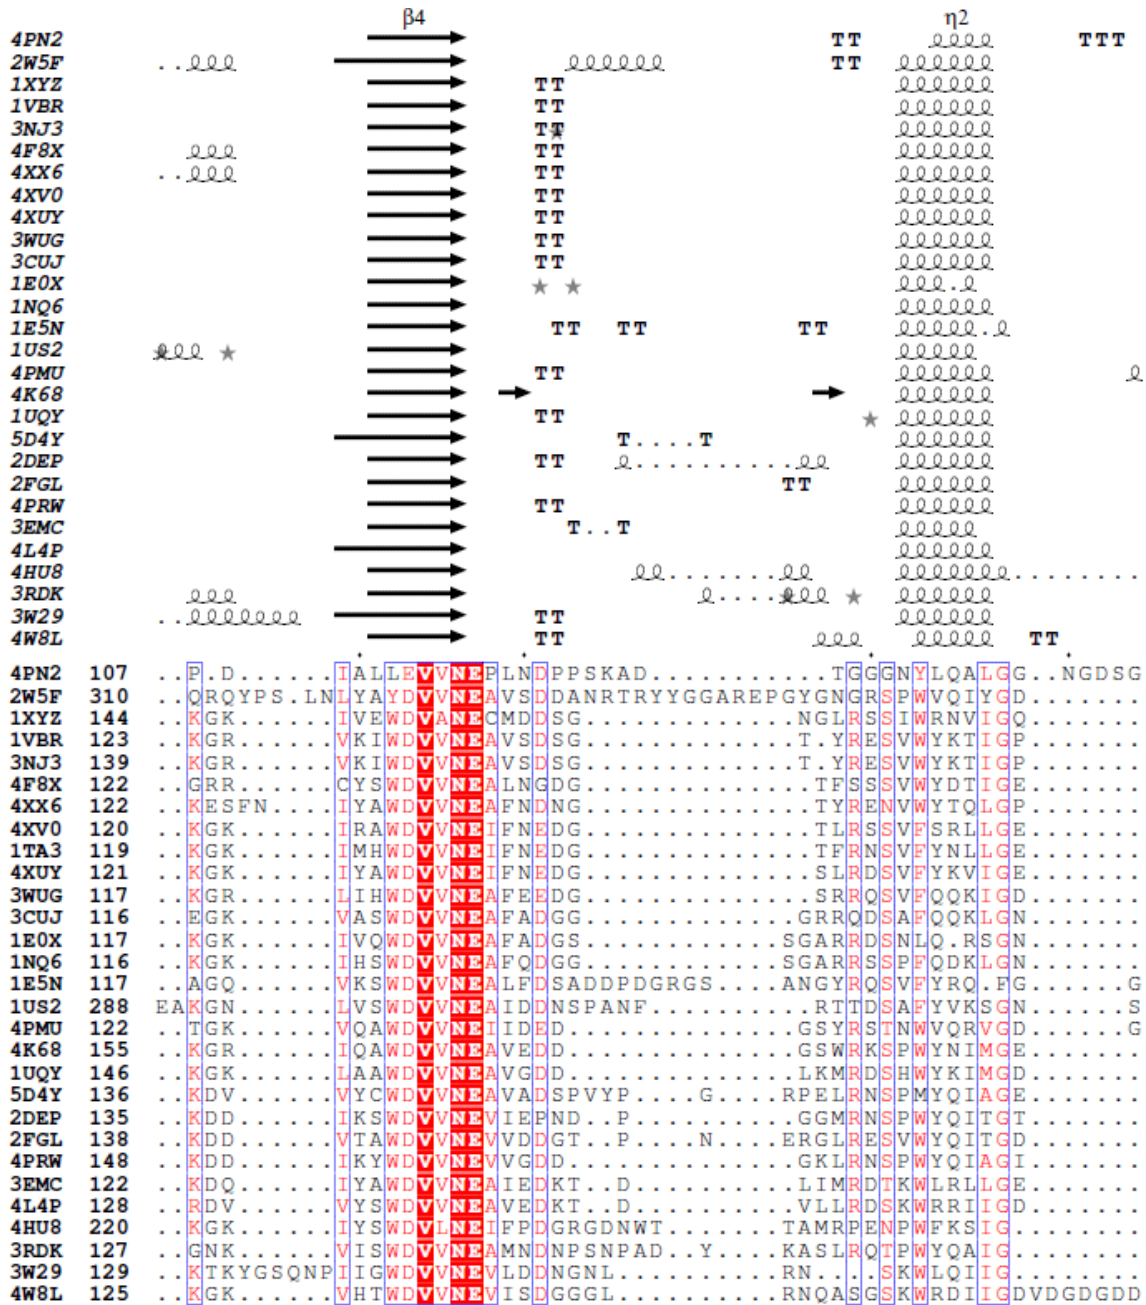 β4 η2
4PN2 TT TTT
2W5F .. TT
1XYZ TT
1VBR TT
3NJ3 TT
4F8X TT
4XX6 .. TT
4XV0 TT
4XUY TT
3WUG TT
3CUJ TT
1E0X .
1NQ6
1E5N TT TT TT .
1US2
4PMU TT
4K68
1UQY TT
5D4Y T....T
2DEP TT ..........
2FGL TT
4PRW TT
3EMC T..T
4L4P
4HU8 ....... ........
3RDK ....
3W29 .. TT
4W8L TT TT
4PN2 107 ..P.D......IALLEVVNEPLNDPPSKAD...........TGGGNYLQALGG..NGDSG
2W5F 310 ..QRQYPS.LNLYAYDVVNEAVSDDANRTRYYGGAREPGYGNGRSPWVQIYGD.......
1XYZ 144 ..KGK......IVEWDVANECMDDSG.............NGLRSSIWRNVIGQ.......
1VBR 123 ..KGR......VKIWDVVNEAVSDSG.............T.YRESVWYKTIGP.......
3NJ3 139 ..KGR......VKIWDVVNEAVSDSG.............T.YRESVWYKTIGP.......
4F8X 122 ..GRR......CYSWDVVNEALNGDG..............TFSSSVWYDTIGP.......
4XX6 122 ..KESFN....IYAWDVVNEAFNDNG..............TYRENVWYTQLGP.......
4XV0 120 ..KGK......IRAWDVVNEIFNEDG..............TLRSSVFSRLLGE.......
1TA3 119 ..KGK......IMHWDVVNEIFNEDG..............TFRNSVFYNLLGE.......
4XUY 121 ..KGK......IYAWDVVNEIFNEDG..............SLRDSVFYKVIGE.......
3WUG 117 ..KGR......LIHWDVVNEAFEEDG..............SRRQSVFQQKIGD.......
3CUJ 116 ..EGK......VASWDVVNEAFADGG.............GRRQDSAFQQKLGN.......
1E0X 117 ..KGK......IVQWDVVNEAFADGS............SGARRDSNLQ.RSGN.......
1NQ6 116 ..KGK......IHSWDVVNEAFQDGG............SGARRSSPFQDKLGN.......
1E5N 117 ..AGQ......VKSWDVVNEALFDSADDPDGRGS....ANGYRQSVFYRQ.FG......G
1US2 288 EAKGN......LVSWDVVNEAIDDNSPANF..........RTTDSAFYVKSGN......S
4PMU 122 ..TGK......VQAWDVVNEIIDED..............GSYRSTNWVQRVGD......G
4K68 155 ..KGR......IQAWDVVNEAVEDD..............GSWRKSPWYNIMGE.......
1UQY 146 ..KGK......LAAWDVVNEAVGDD..............LKMRDSHWYKIMGD.......
5D4Y 136 ..KDV......VYCWDVVNEAVADSPVYP....G....RPELRNSPMYQIAGE.......
2DEP 135 ..KDD......IKSWDVVNEVIEPND..P..........GGMRNSPWYQITGT.......
2FGL 138 ..KDD......VTAWDVVNEVVDDGT..P....N....ERGLRESVWYQITGD.......
4PRW 148 ..KDD......IKYWDVVNEVVGDD..............GKLRNSPWYQIAGI.......
3EMC 122 ..KDQ......IYAWDVVNEAIEDKT..D..........LIMRDTKWLRLLGE.......
4L4P 128 ..RDV......VYSWDVVNEAVEDKT..D..........VLLRDSKWRRIIGD.......
4HU8 220 ..KGK......IYSWDVLNEIFPDGRGDNWT.......TAMRPENPWFKSIG........
3RDK 127 ..GNK......VISWDVVNEAMNDNPSNPAD..Y....KASLRQTPWYQAIG........
3W29 129 ..KTKYGSQNPIIGWDVVNEVLDDNGNL..........RN....SKWLQIIG........
4W8L 125 ..KGK......VHTWDVVNEVISDGGGL..........RNQASGSKWRDIIGDVDGDGDD